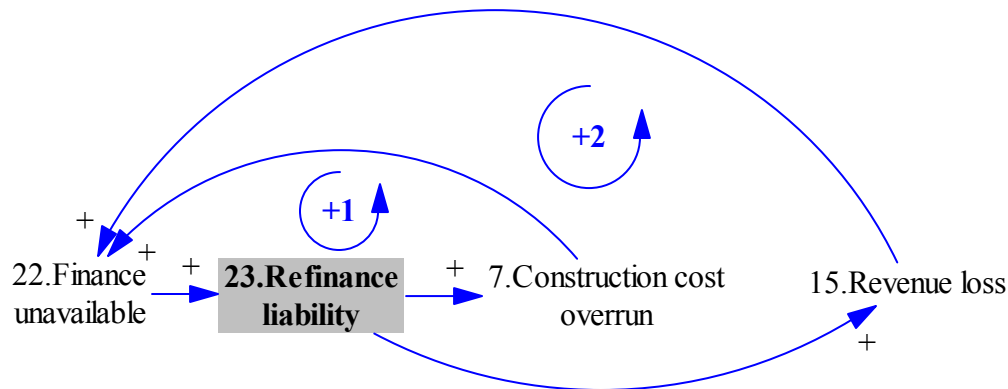 +2
+1
+
+
+
+
22.Finance
unavailable
23.Refinance
liability
7.Construction cost
overrun
15.Revenue loss
+